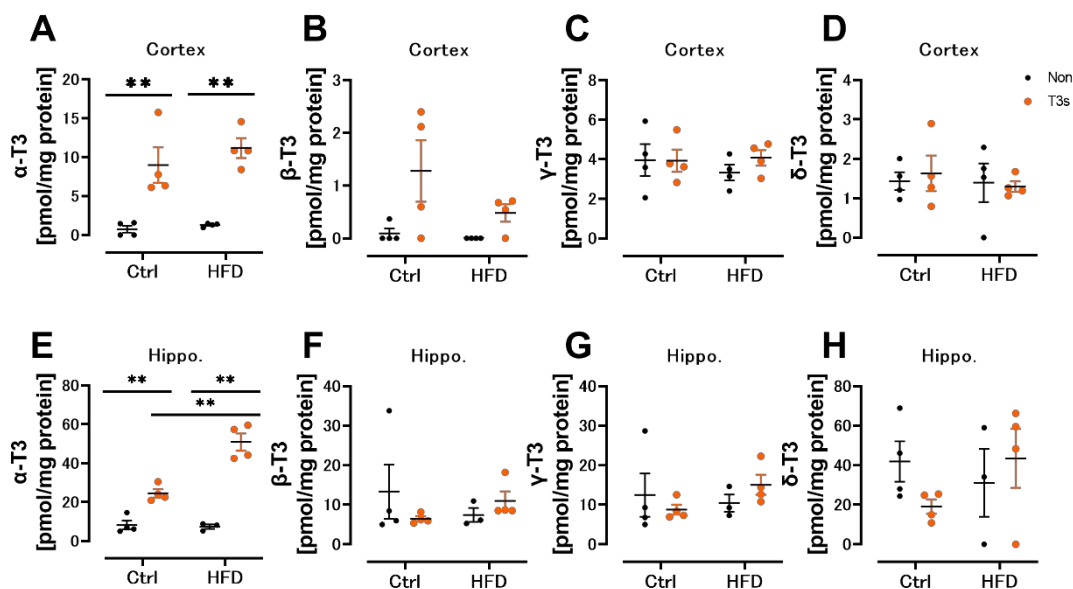 A
Cortex
α-T3
[pmol/mg protein]
20
15
10
5
0
** **
Ctrl HFD
B
Cortex
β-T3
[pmol/mg protein]
3
2
1
0
Ctrl HFD
C
Cortex
γ-T3
[pmol/mg protein]
8
6
4
2
0
Ctrl HFD
D
Cortex
δ-T3
[pmol/mg protein]
4
3
2
1
0
Ctrl HFD
Non
T3s
E
Hippo.
α-T3
[pmol/mg protein]
80
60
40
20
0
** **
**
Ctrl HFD
F
Hippo.
β-T3
[pmol/mg protein]
40
30
20
10
0
Ctrl HFD
G
Hippo.
γ-T3
[pmol/mg protein]
40
30
20
10
0
Ctrl HFD
H
Hippo.
δ-T3
[pmol/mg protein]
80
60
40
20
0
Ctrl HFD